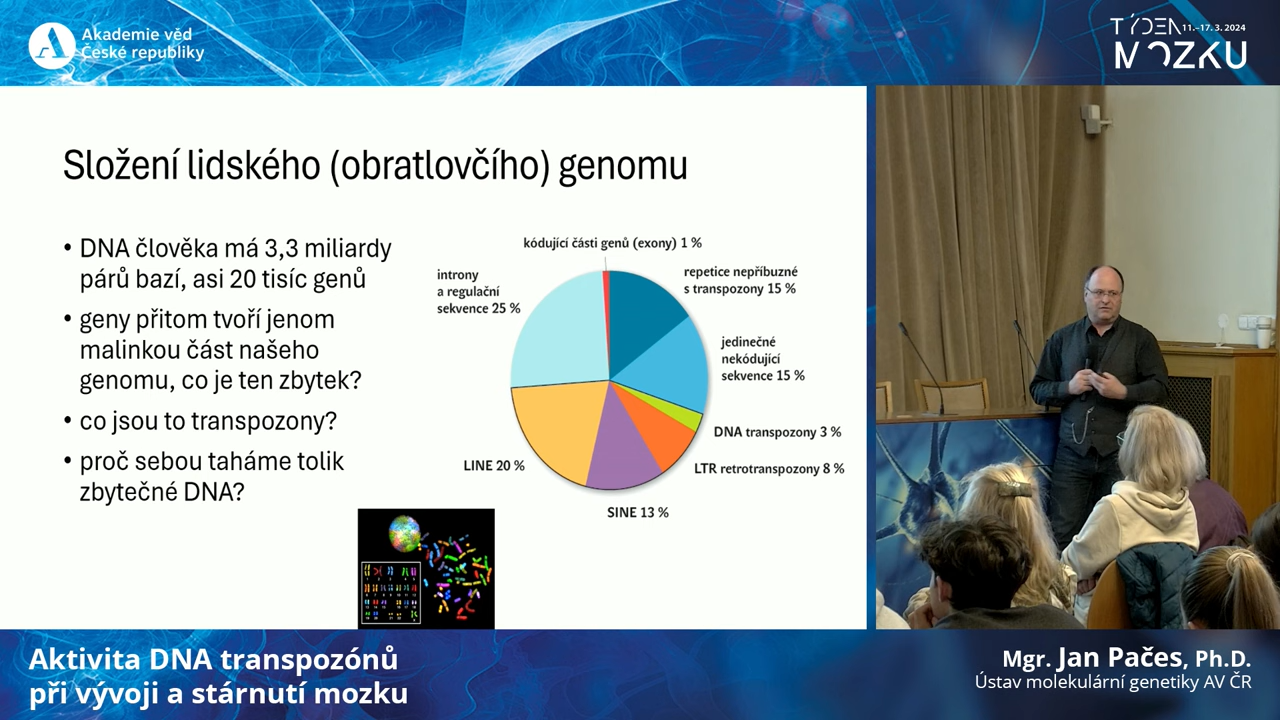 Akademie věd
České republiky
TÝDEN 11.–17. 3. 2024
MOZKU
Složení lidského (obratlovčího) genomu
• DNA člověka má 3,3 miliardy
párů bazí, asi 20 tisíc genů
• geny přitom tvoří jenom
malinkou část našeho
genomu, co je ten zbytek?
• co jsou to transpozony?
• proč sebou taháme tolik
zbytečné DNA?
kódující části genů (exony) 1 %
introny
a regulační
sekvence 25 %
repetice nepříbuzné
s transpozony 15 %
jedinečné
nekódující
sekvence 15 %
DNA transpozony 3 %
LTR retrotranspozony 8 %
LINE 20 %
SINE 13 %
Aktivita DNA transpozónů
při vývoji a stárnutí mozku
Mgr. Jan Pačes, Ph.D.
Ústav molekulární genetiky AV ČR